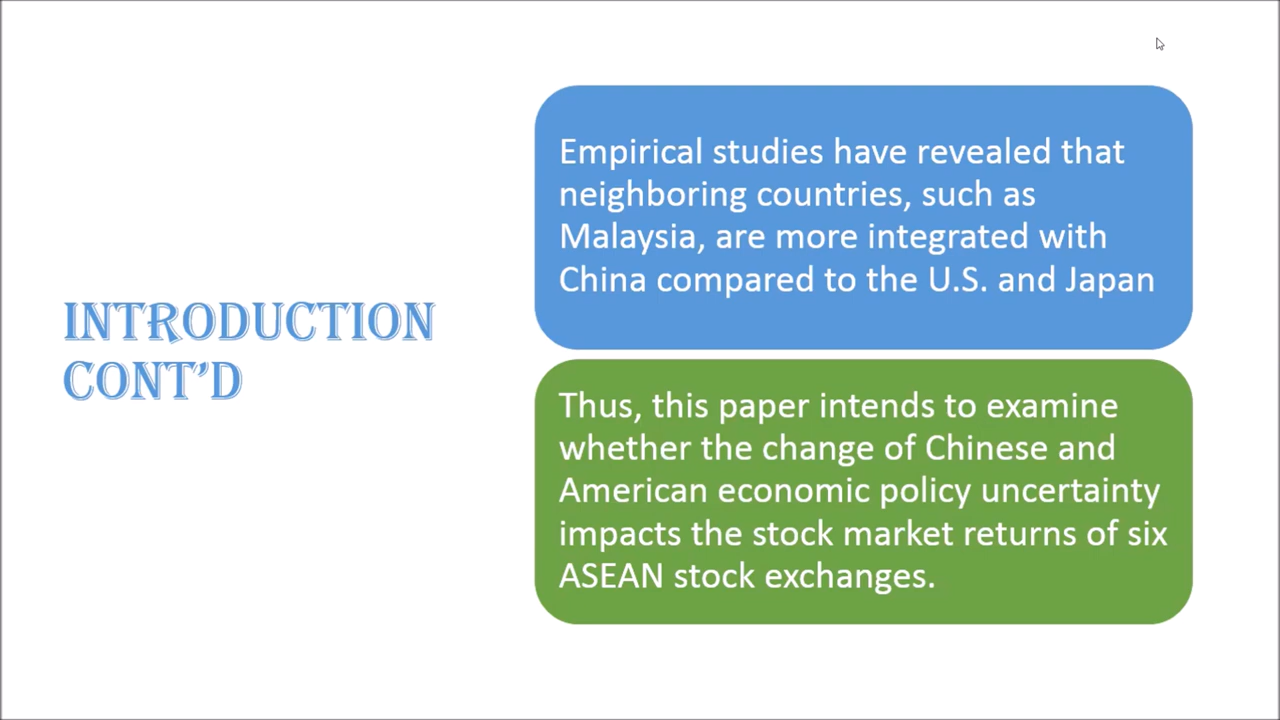 INTRODUCTION
CONT’D
Empirical studies have revealed that
neighboring countries, such as
Malaysia, are more integrated with
China compared to the U.S. and Japan
Thus, this paper intends to examine
whether the change of Chinese and
American economic policy uncertainty
impacts the stock market returns of six
ASEAN stock exchanges.